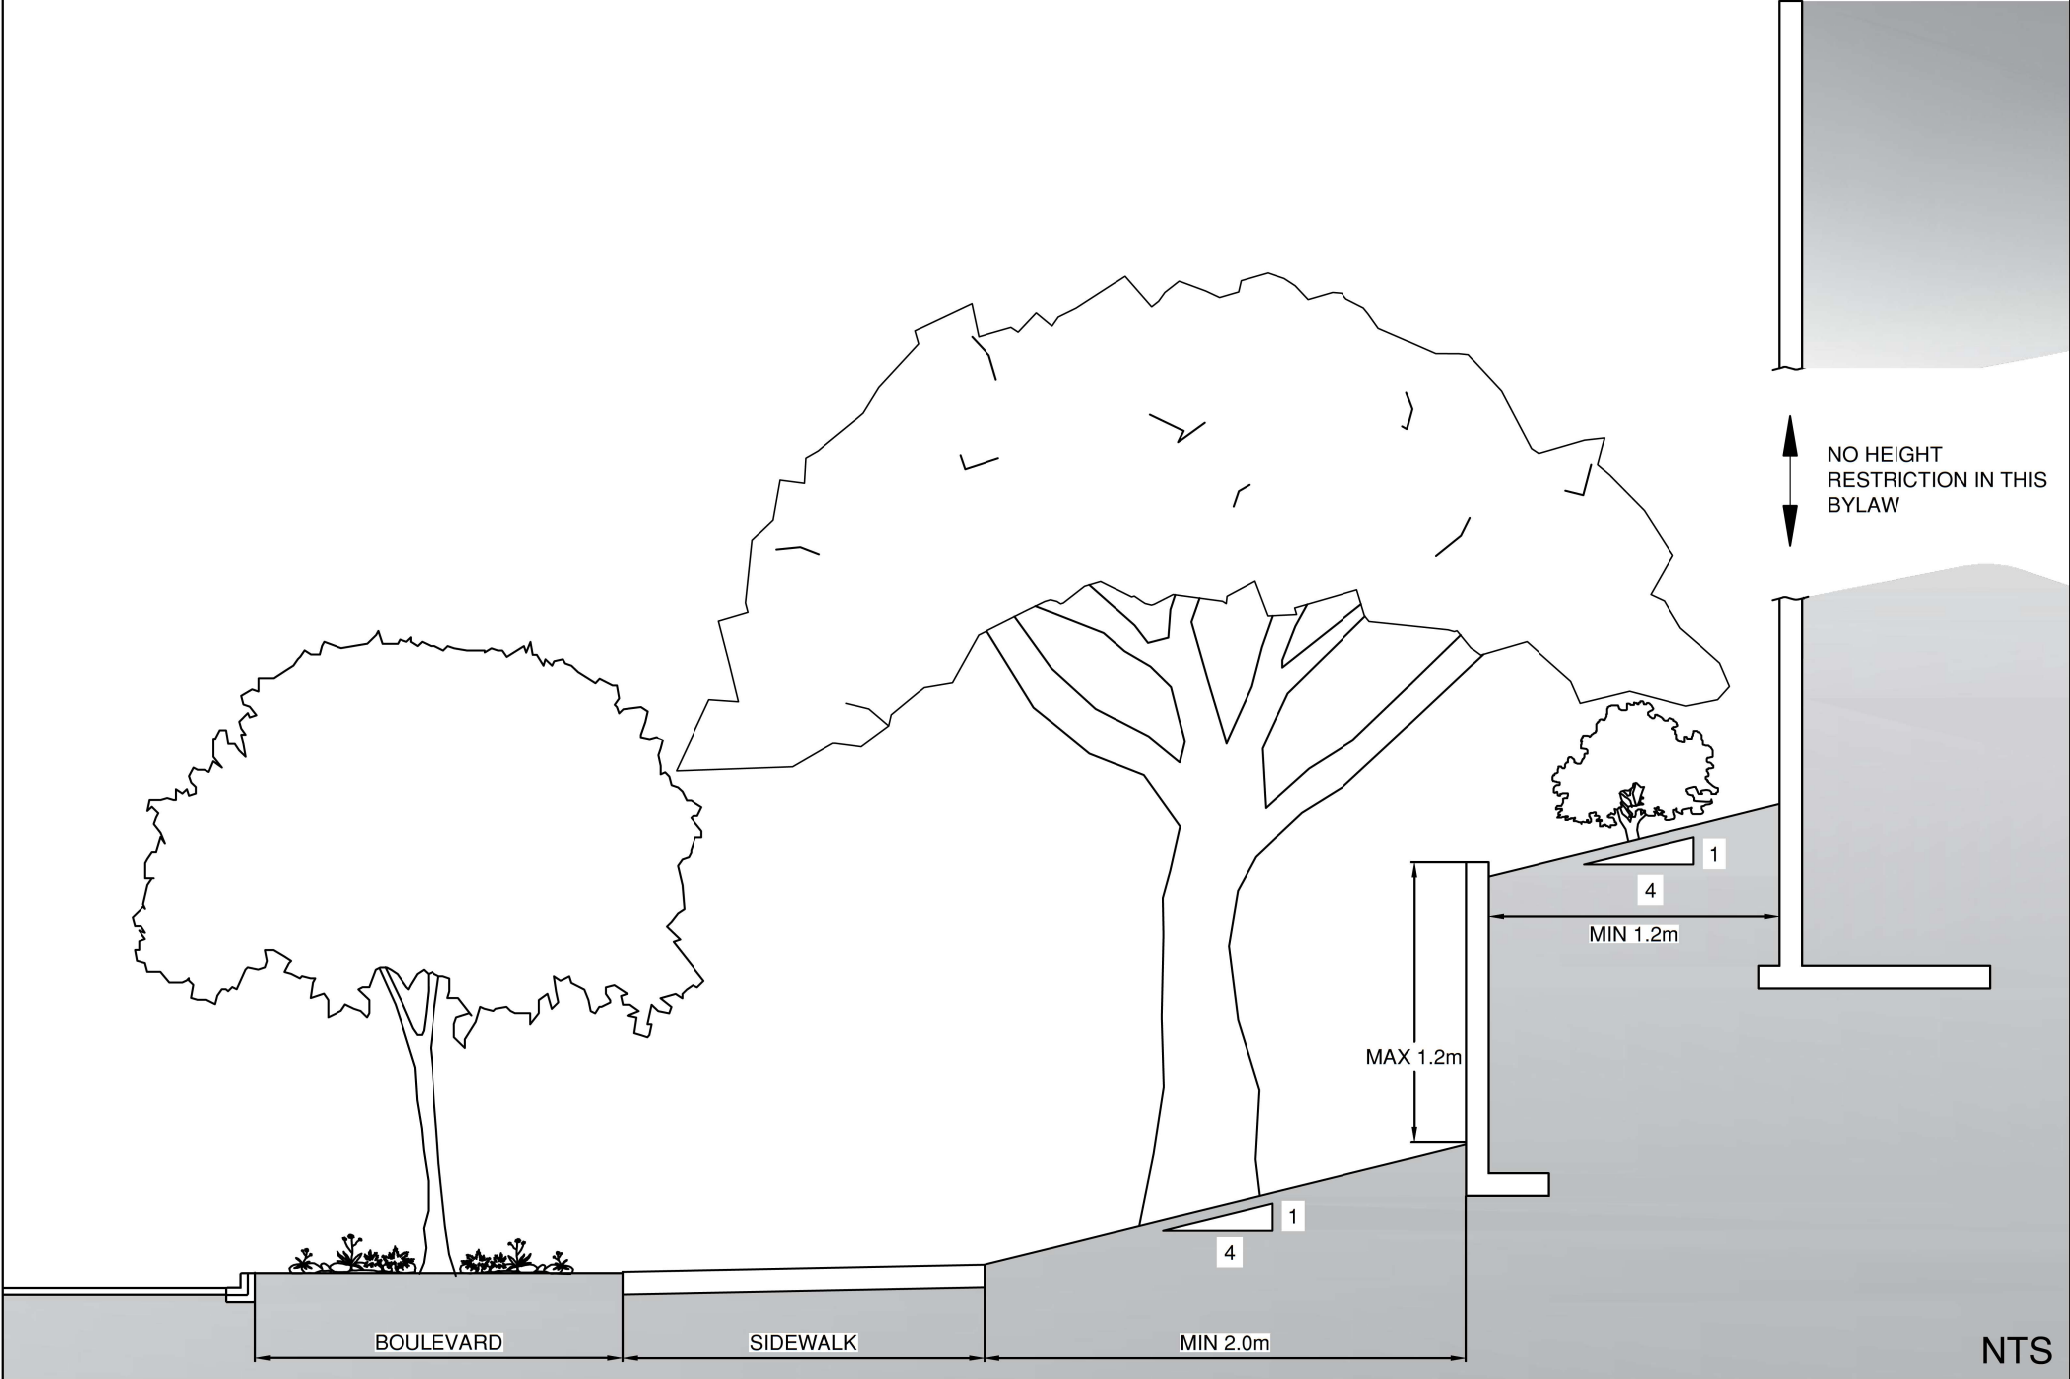 NO HEIGHT
RESTRICTION IN THIS
BYLAW
1
4
MIN 1.2m
MAX 1.2m
1
4
BOULEVARD
SIDEWALK
MIN 2.0m
NTS